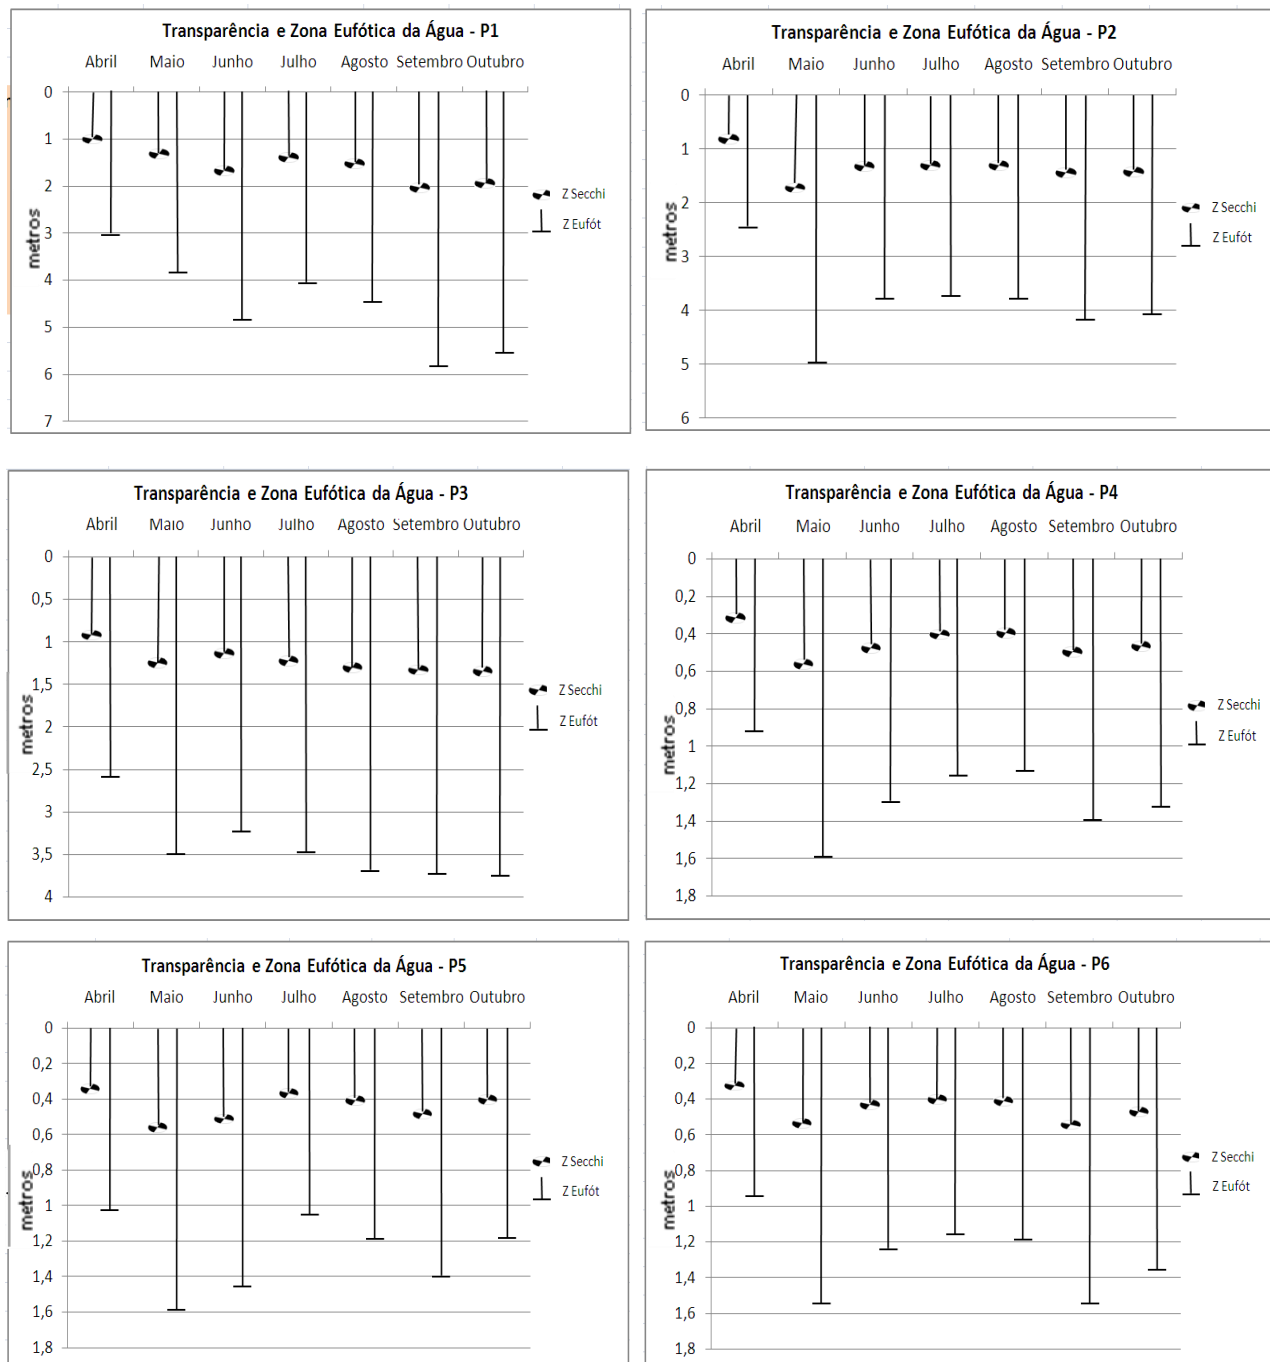 Transparência e Zona Eufótica da Água - P1
Abril Maio Junho Julho Agosto Setembro Outubro
0
1
2
3
4
5
6
7
metros
Z Secchi
Z Eufót
Transparência e Zona Eufótica da Água - P2
Abril Maio Junho Julho Agosto Setembro Outubro
0
1
2
3
4
5
6
metros
Z Secchi
Z Eufót
Transparência e Zona Eufótica da Água - P3
Abril Maio Junho Julho Agosto Setembro Outubro
0
0,5
1
1,5
2
2,5
3
3,5
4
metros
Z Secchi
Z Eufót
Transparência e Zona Eufótica da Água - P4
Abril Maio Junho Julho Agosto Setembro Outubro
0
0,2
0,4
0,6
0,8
1
1,2
1,4
1,6
1,8
metros
Z Secchi
Z Eufót
Transparência e Zona Eufótica da Água - P5
Abril Maio Junho Julho Agosto Setembro Outubro
0
0,2
0,4
0,6
0,8
1
1,2
1,4
1,6
1,8
metros
Z Secchi
Z Eufót
Transparência e Zona Eufótica da Água - P6
Abril Maio Junho Julho Agosto Setembro Outubro
0
0,2
0,4
0,6
0,8
1
1,2
1,4
1,6
1,8
metros
Z Secchi
Z Eufót